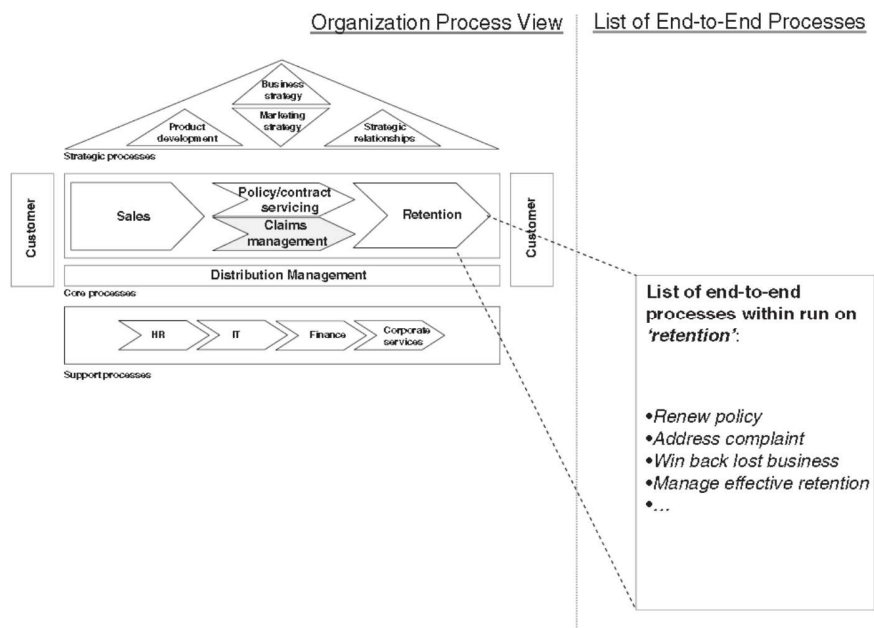 Organization Process View
List of End-to-End Processes
Business
strategy
Marketing
strategy
Product
development
Strategic
relationships
Strategic processes
Customer
Sales
Policy/contract
servicing
Claims
management
Retention
Customer
Distribution Management
Core processes
HR
IT
Finance
Corporate
services
Support processes
List of end-to-end
processes within run on
‘retention’:
•Renew policy
•Address complaint
•Win back lost business
•Manage effective retention
•...